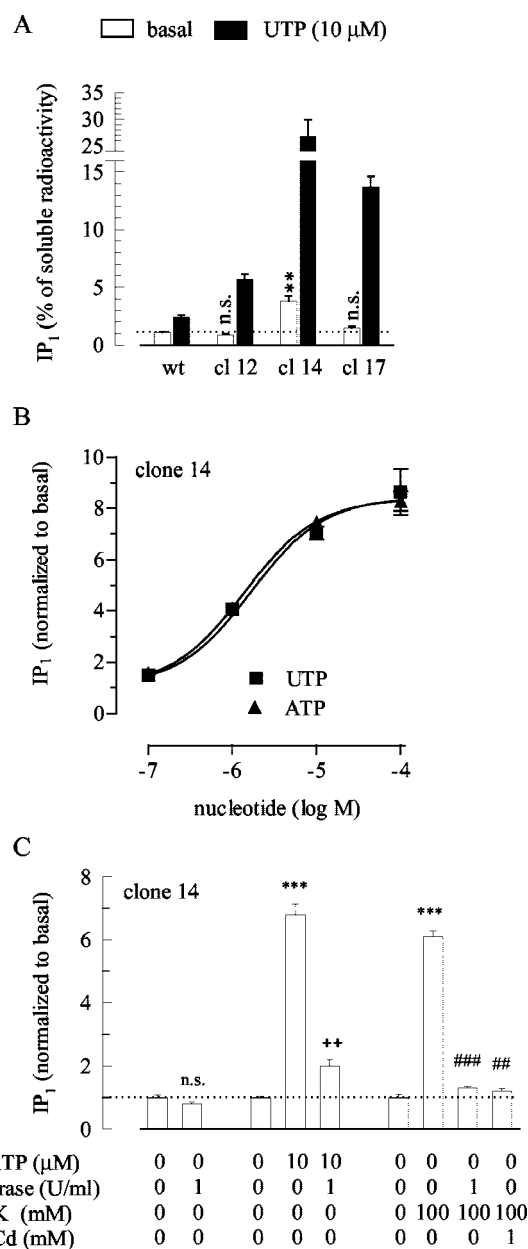 A
basal UTP (10 µM)
IP1 (% of soluble radioactivity)
35
30
25
15
10
5
0
n.s.
**
n.s.
wt cl 12 cl 14 cl 17
B
clone 14
IP1 (normalized to basal)
10
8
6
4
2
0
UTP
ATP
-7 -6 -5 -4
nucleotide (log M)
C
clone 14
IP1 (normalized to basal)
8
6
4
2
0
n.s.
***
++
***
###
##
TP (µM) 0 0 0 10 10 0 0 0 0
rase (U/ml) 0 1 0 0 1 0 0 1 0
K (mM) 0 0 0 0 0 0 100 100 100
Cd (mM) 0 0 0 0 0 0 0 0 1